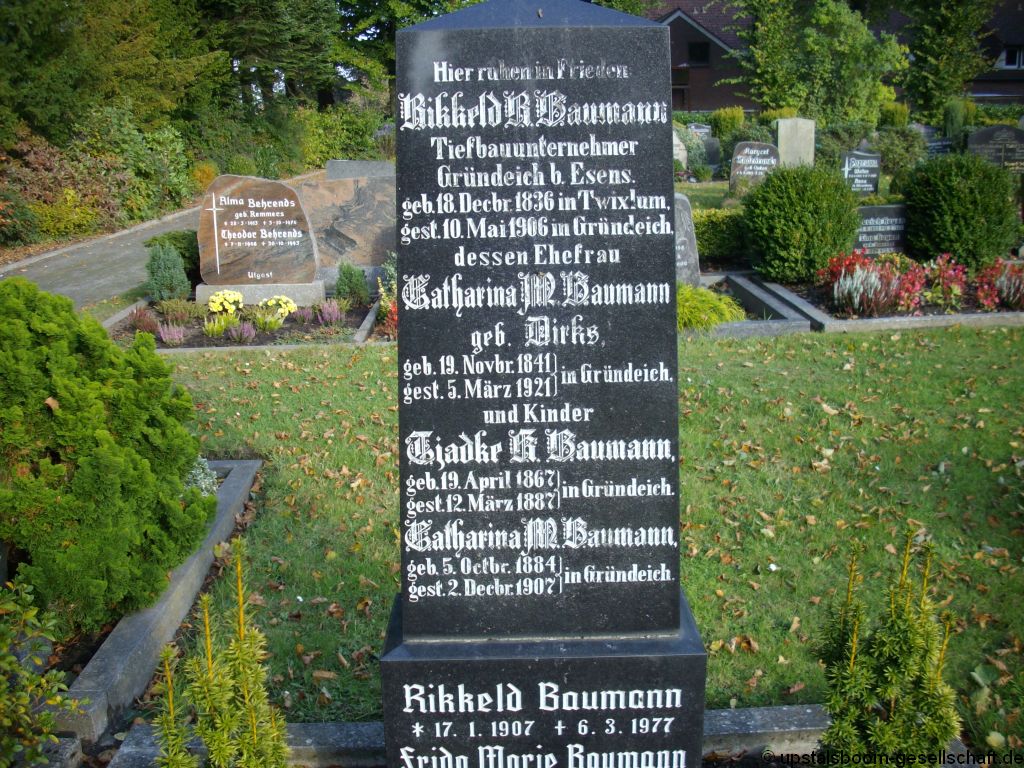 Hier ruhen in Frieden
Rikkeld R. Baumann
Tiefbauunternehmer
Gründeich b. Esens.
geb. 18. Decbr. 1836 in Twixlum,
gest. 10. Mai 1906 in Gründeich.
dessen Ehefrau
Catharina M. Baumann
geb. Dirks,
geb. 19. Novbr. 1841
gest. 5. März 1921
in Gründeich.
und Kinder
Tjadke K. Baumann,
geb. 19. April 1867
gest. 12. März 1887
in Gründeich.
Catharina M. Baumann,
geb. 5. Octbr. 1884
gest. 2. Decbr. 1907
in Gründeich.
Rikkeld Baumann
* 17.1.1907 + 6.3.1977
Frida Marie Baumann
Alma Behrends
geb. Remmers
Theodor Behrends
Utgast
Margret
© upstalsboom-gesellschaft.de